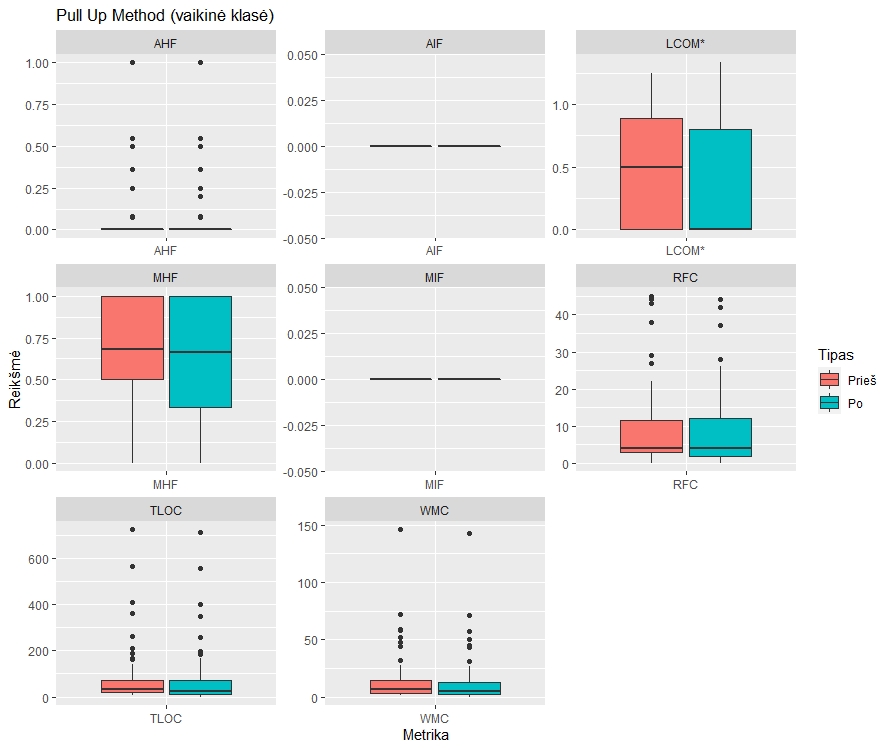 Pull Up Method (vaikinė klasė)
AHF
AIF
LCOM*
1.00
0.75
0.50
0.25
0.00
0.050
0.025
0.000
-0.025
-0.050
1.0
0.5
0.0
AHF
AIF
LCOM*
MHF
MIF
RFC
1.00
0.75
0.50
0.25
0.00
0.050
0.025
0.000
-0.025
-0.050
40
30
20
10
0
MHF
MIF
RFC
TLOC
WMC
600
400
200
0
150
100
50
0
TLOC
WMC
Metrika
Reikšmė
Tipas
Prieš
Po